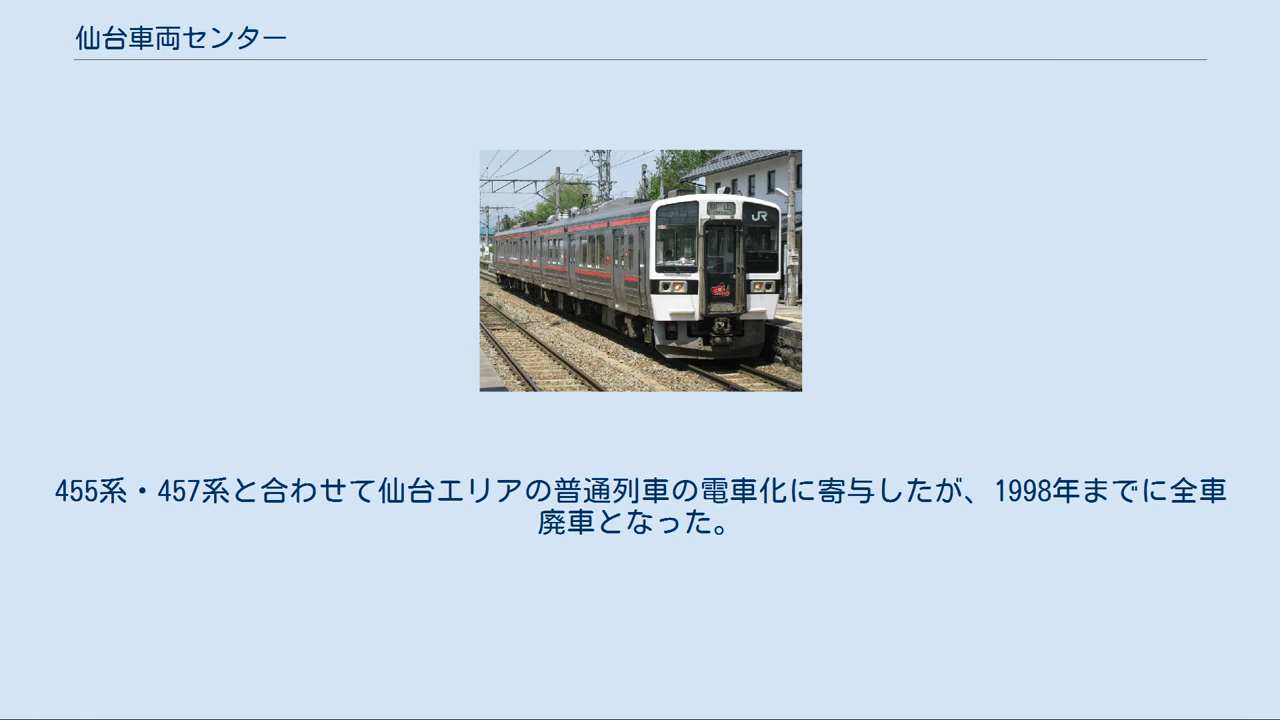 仙台車両センター
JR
455系・457系と合わせて仙台エリアの普通列車の電車化に寄与したが、1998年までに全車
廃車となった。